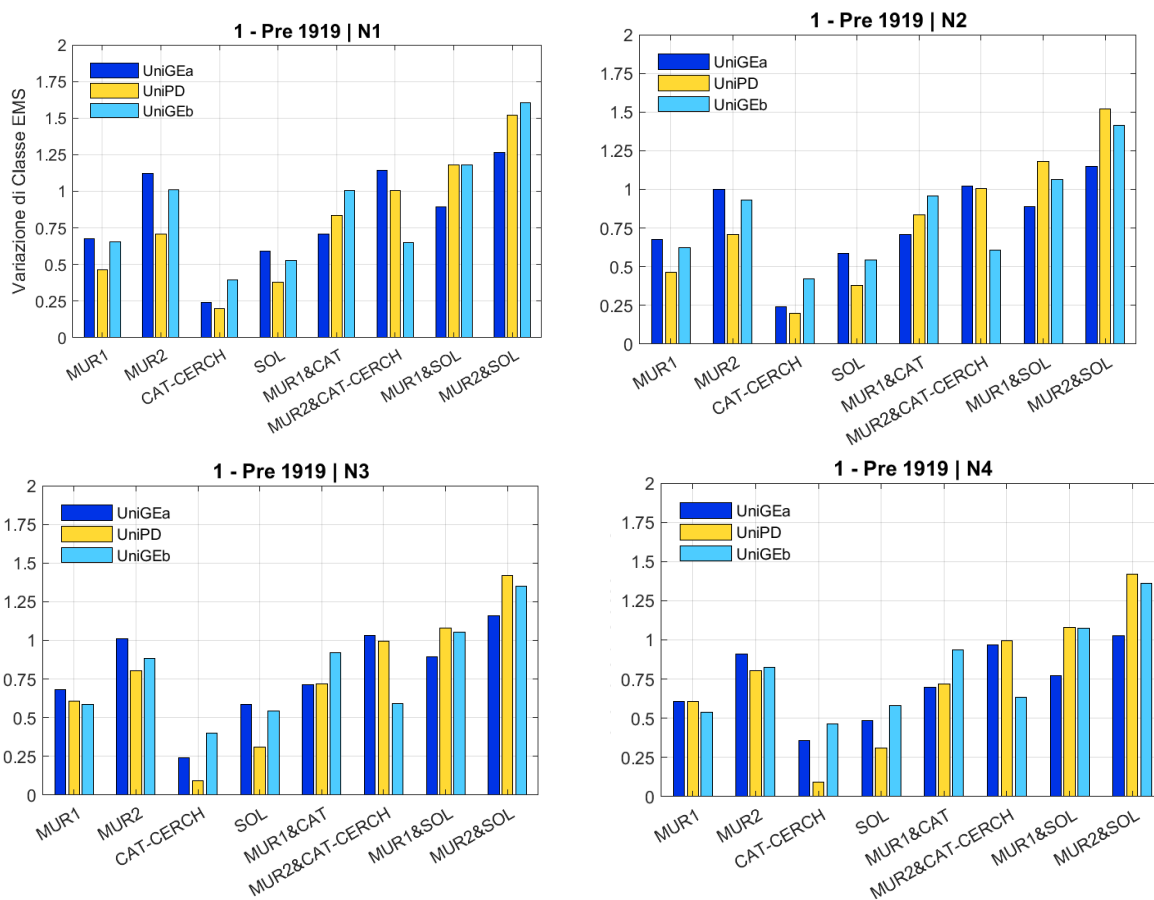 1 - Pre 1919 | N1
Variazione di Classe EMS
2
1.75
1.5
1.25
1
0.75
0.5
0.25
0
UniGEa
UniPD
UniGEb
MUR1
MUR2
CAT-CERCH
SOL
MUR1&CAT
MUR2&CAT-CERCH
MUR1&SOL
MUR2&SOL
1 - Pre 1919 | N2
2
1.75
1.5
1.25
1
0.75
0.5
0.25
0
UniGEa
UniPD
UniGEb
MUR1
MUR2
CAT-CERCH
SOL
MUR1&CAT
MUR2&CAT-CERCH
MUR1&SOL
MUR2&SOL
1 - Pre 1919 | N3
2
1.75
1.5
1.25
1
0.75
0.5
0.25
0
UniGEa
UniPD
UniGEb
MUR1
MUR2
CAT-CERCH
SOL
MUR1&CAT
MUR2&CAT-CERCH
MUR1&SOL
MUR2&SOL
1 - Pre 1919 | N4
2
1.75
1.5
1.25
1
0.75
0.5
0.25
0
UniGEa
UniPD
UniGEb
MUR1
MUR2
CAT-CERCH
SOL
MUR1&CAT
MUR2&CAT-CERCH
MUR1&SOL
MUR2&SOL